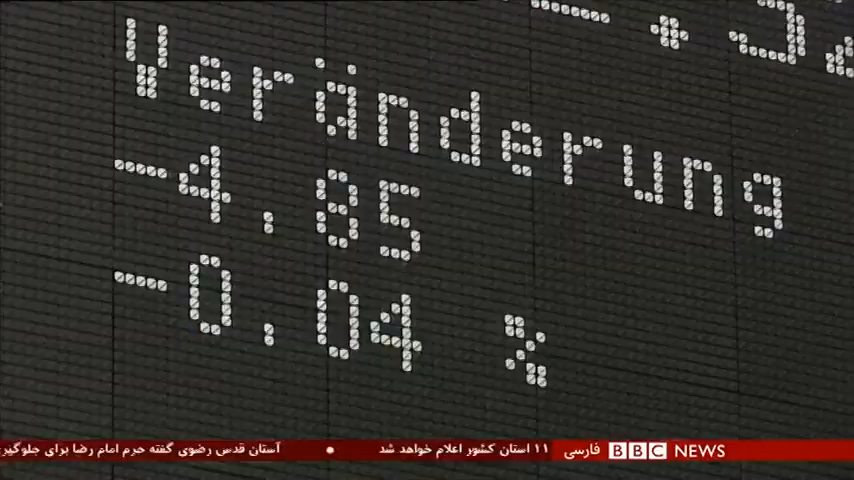 Veränderung
-4.85
-0.04 %
۱۱ استان کشور اعلام خواهد شد
آستان قدس رضوی گفته حرم امام رضا برای
فارسی BBC NEWS